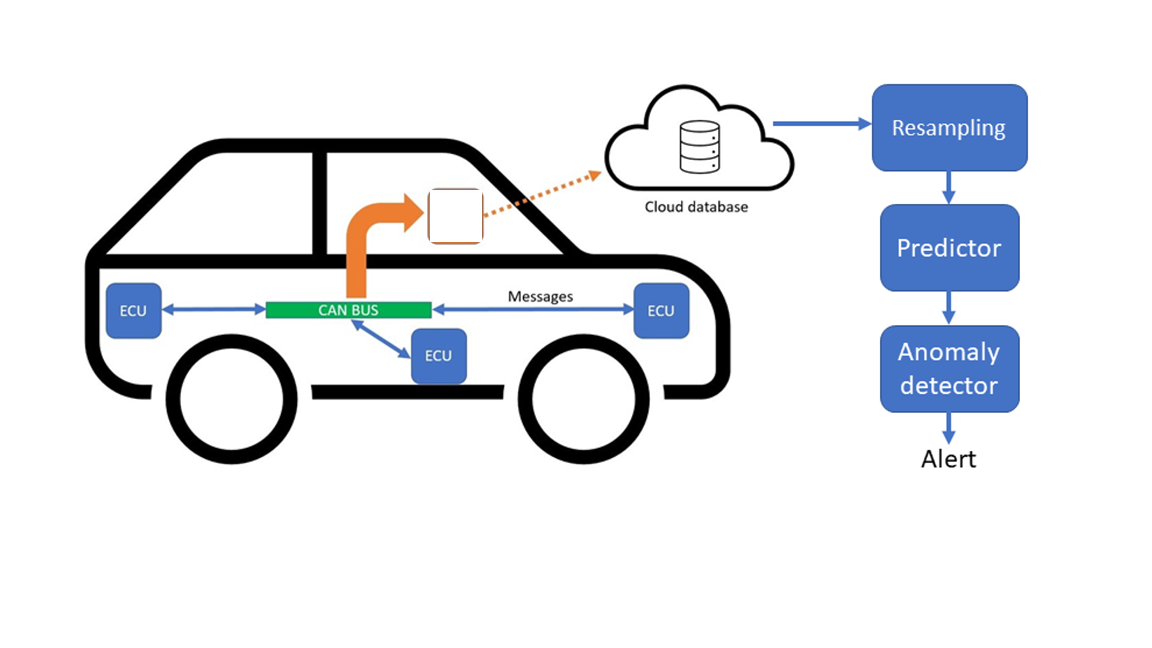 Resampling
Cloud database
Predictor
Messages
ECU
CAN BUS
ECU
ECU
Anomaly
detector
Alert